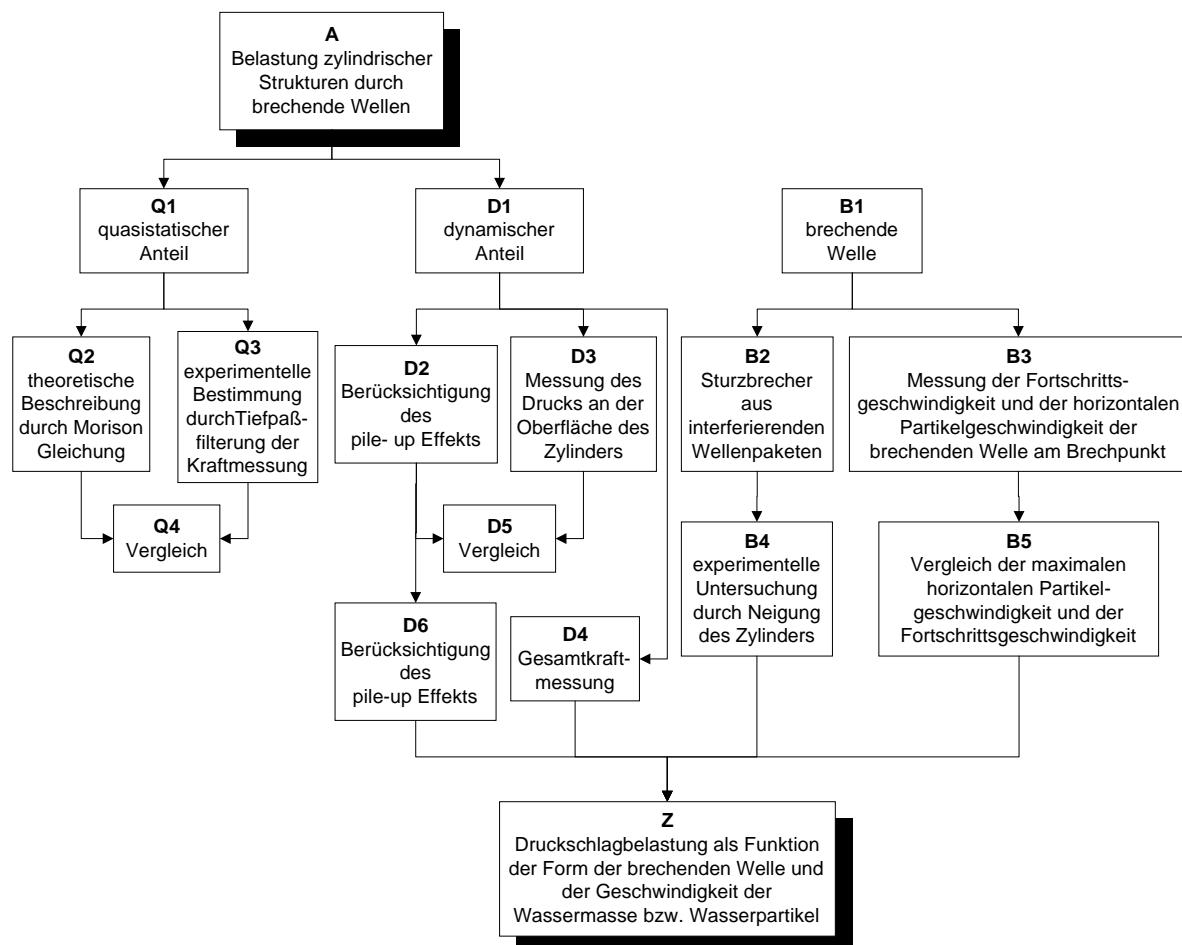 A
Belastung zylindrischer
Strukturen durch
brechende Wellen
Q1
quasistatischer
Anteil
D1
dynamischer
Anteil
B1
brechende
Welle
Q2
theoretische
Beschreibung
durch Morison
Gleichung
Q3
experimentelle
Bestimmung
durchTiefpaß-
filterung der
Kraftmessung
D2
Berücksichtigung
des
pile- up Effekts
D3
Messung des
Drucks an der
Oberfläche des
Zylinders
B2
Sturzbrecher
aus
interferierenden
Wellenpaketen
B3
Messung der Fortschritts-
geschwindigkeit und der horizontalen
Partikelgeschwindigkeit der
brechenden Welle am Brechpunkt
Q4
Vergleich
D5
Vergleich
B4
experimentelle
Untersuchung
durch Neigung
des Zylinders
B5
Vergleich der maximalen
horizontalen Partikel-
geschwindigkeit und der
Fortschrittsgeschwindigkeit
D6
Berücksichtigung
des
pile-up Effekts
D4
Gesamtkraft-
messung
Z
Druckschlagbelastung als Funktion
der Form der brechenden Welle und
der Geschwindigkeit der
Wassermasse bzw. Wasserpartikel